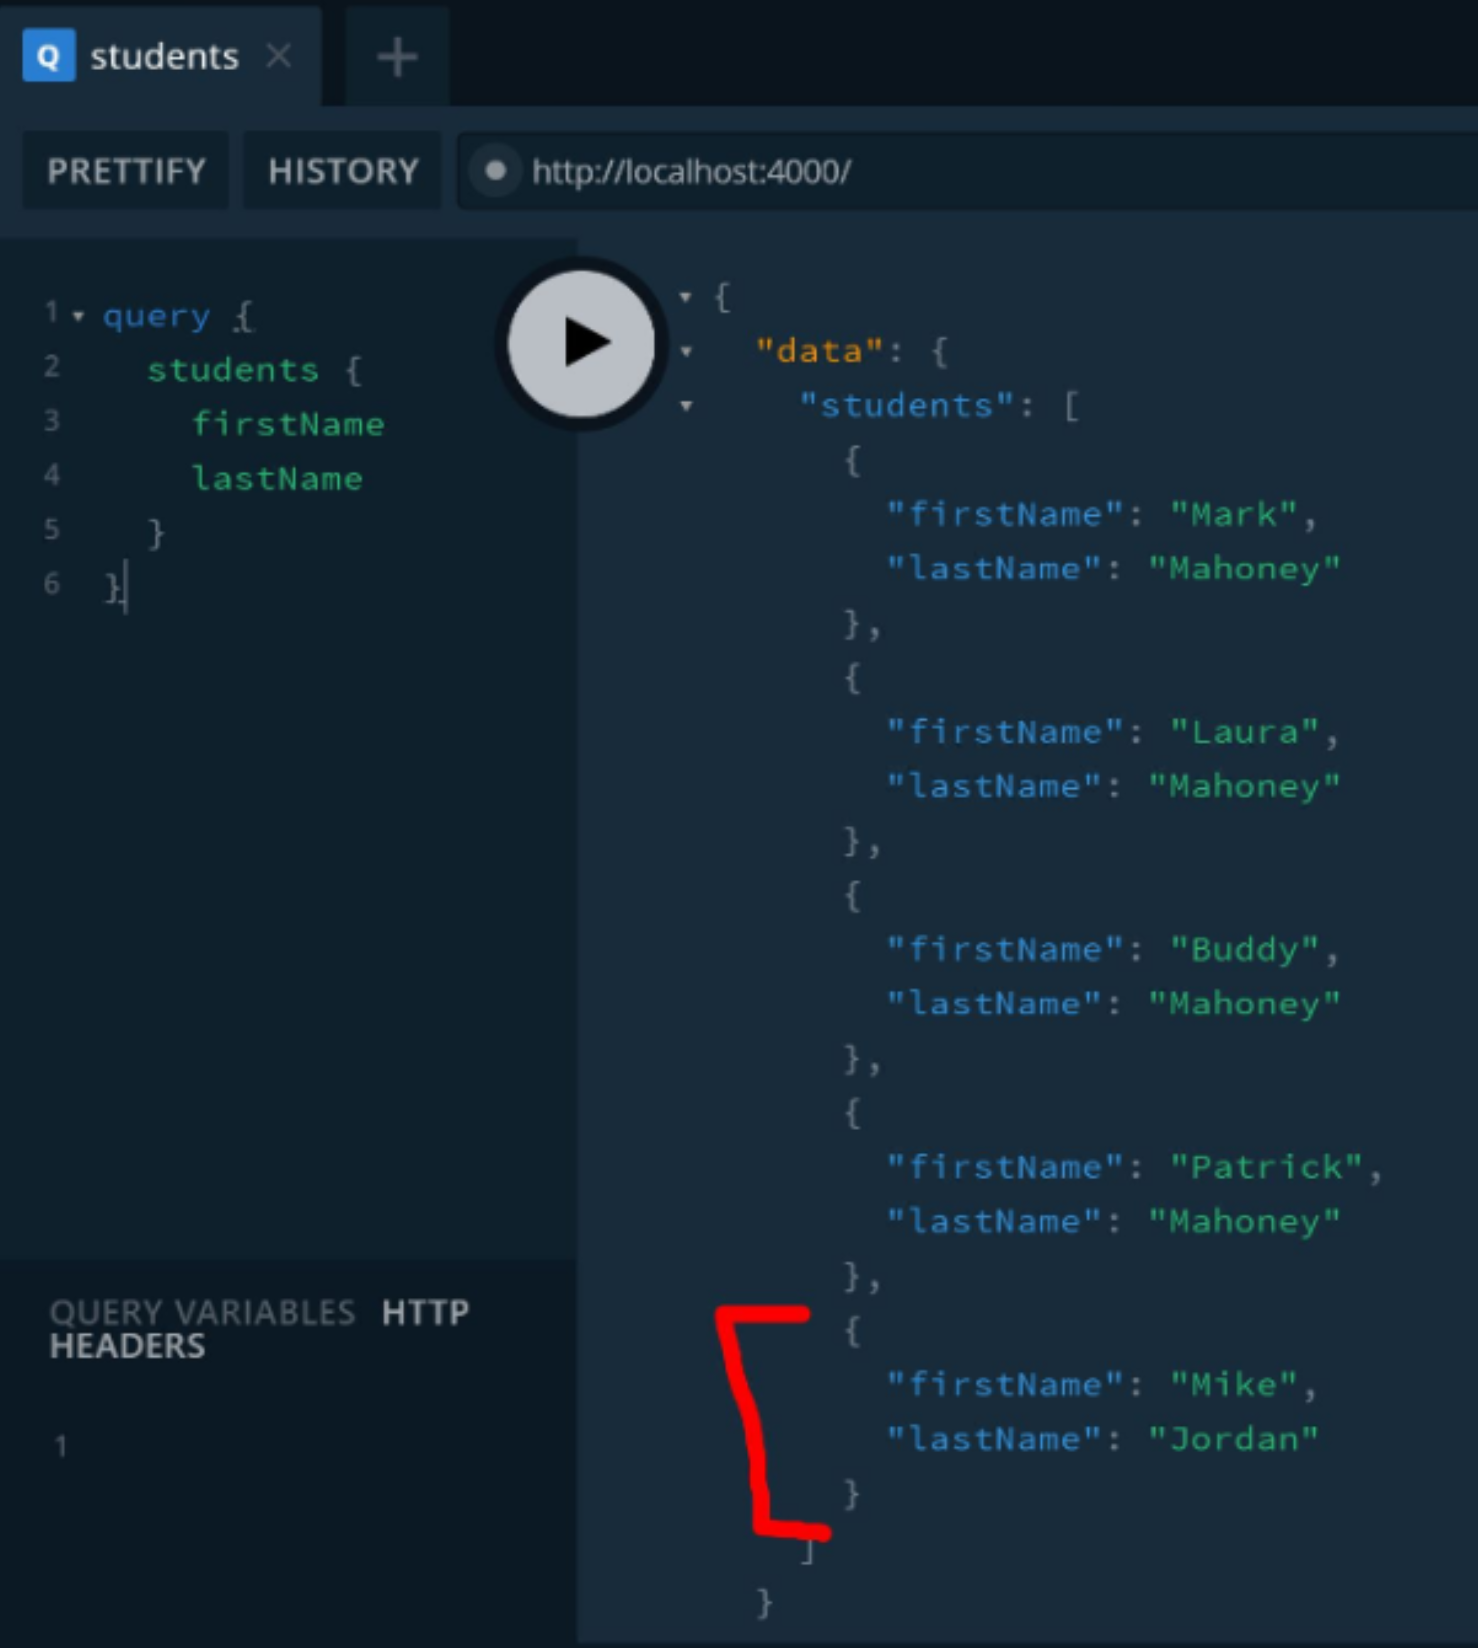 Q students ×
+
PRETTIFY HISTORY http://localhost:4000/
1 query {
2 students {
3 firstName
4 lastName
5 }
6 }
{
"data": {
"students": [
{
"firstName": "Mark",
"lastName": "Mahoney"
},
{
"firstName": "Laura",
"lastName": "Mahoney"
},
{
"firstName": "Buddy",
"lastName": "Mahoney"
},
{
"firstName": "Patrick",
"lastName": "Mahoney"
},
{
"firstName": "Mike",
"lastName": "Jordan"
}
]
}
QUERY VARIABLES HTTP
HEADERS
1